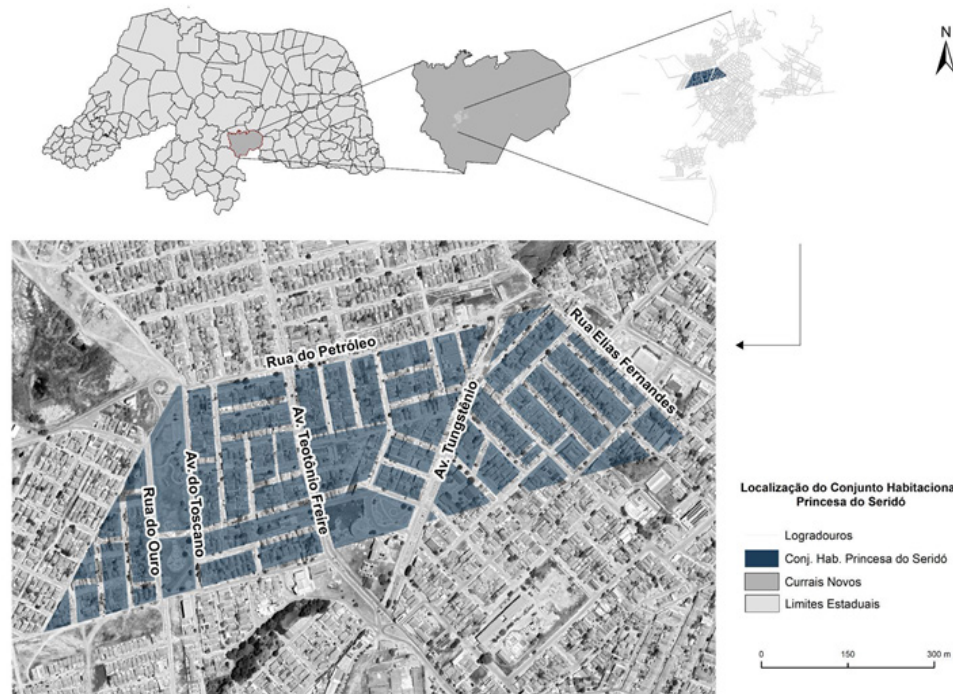 N
Rua do Petróleo
Rua Elias Fernandes
Av. Tungstênio
Av. Teotônio Freire
Av. do Toscano
Rua do Ouro
Localização do Conjunto Habitaciona
Princesa do Seridó
Logradouros
Conj. Hab. Princesa do Seridó
Currais Novos
Limites Estaduais
0 150 300 m